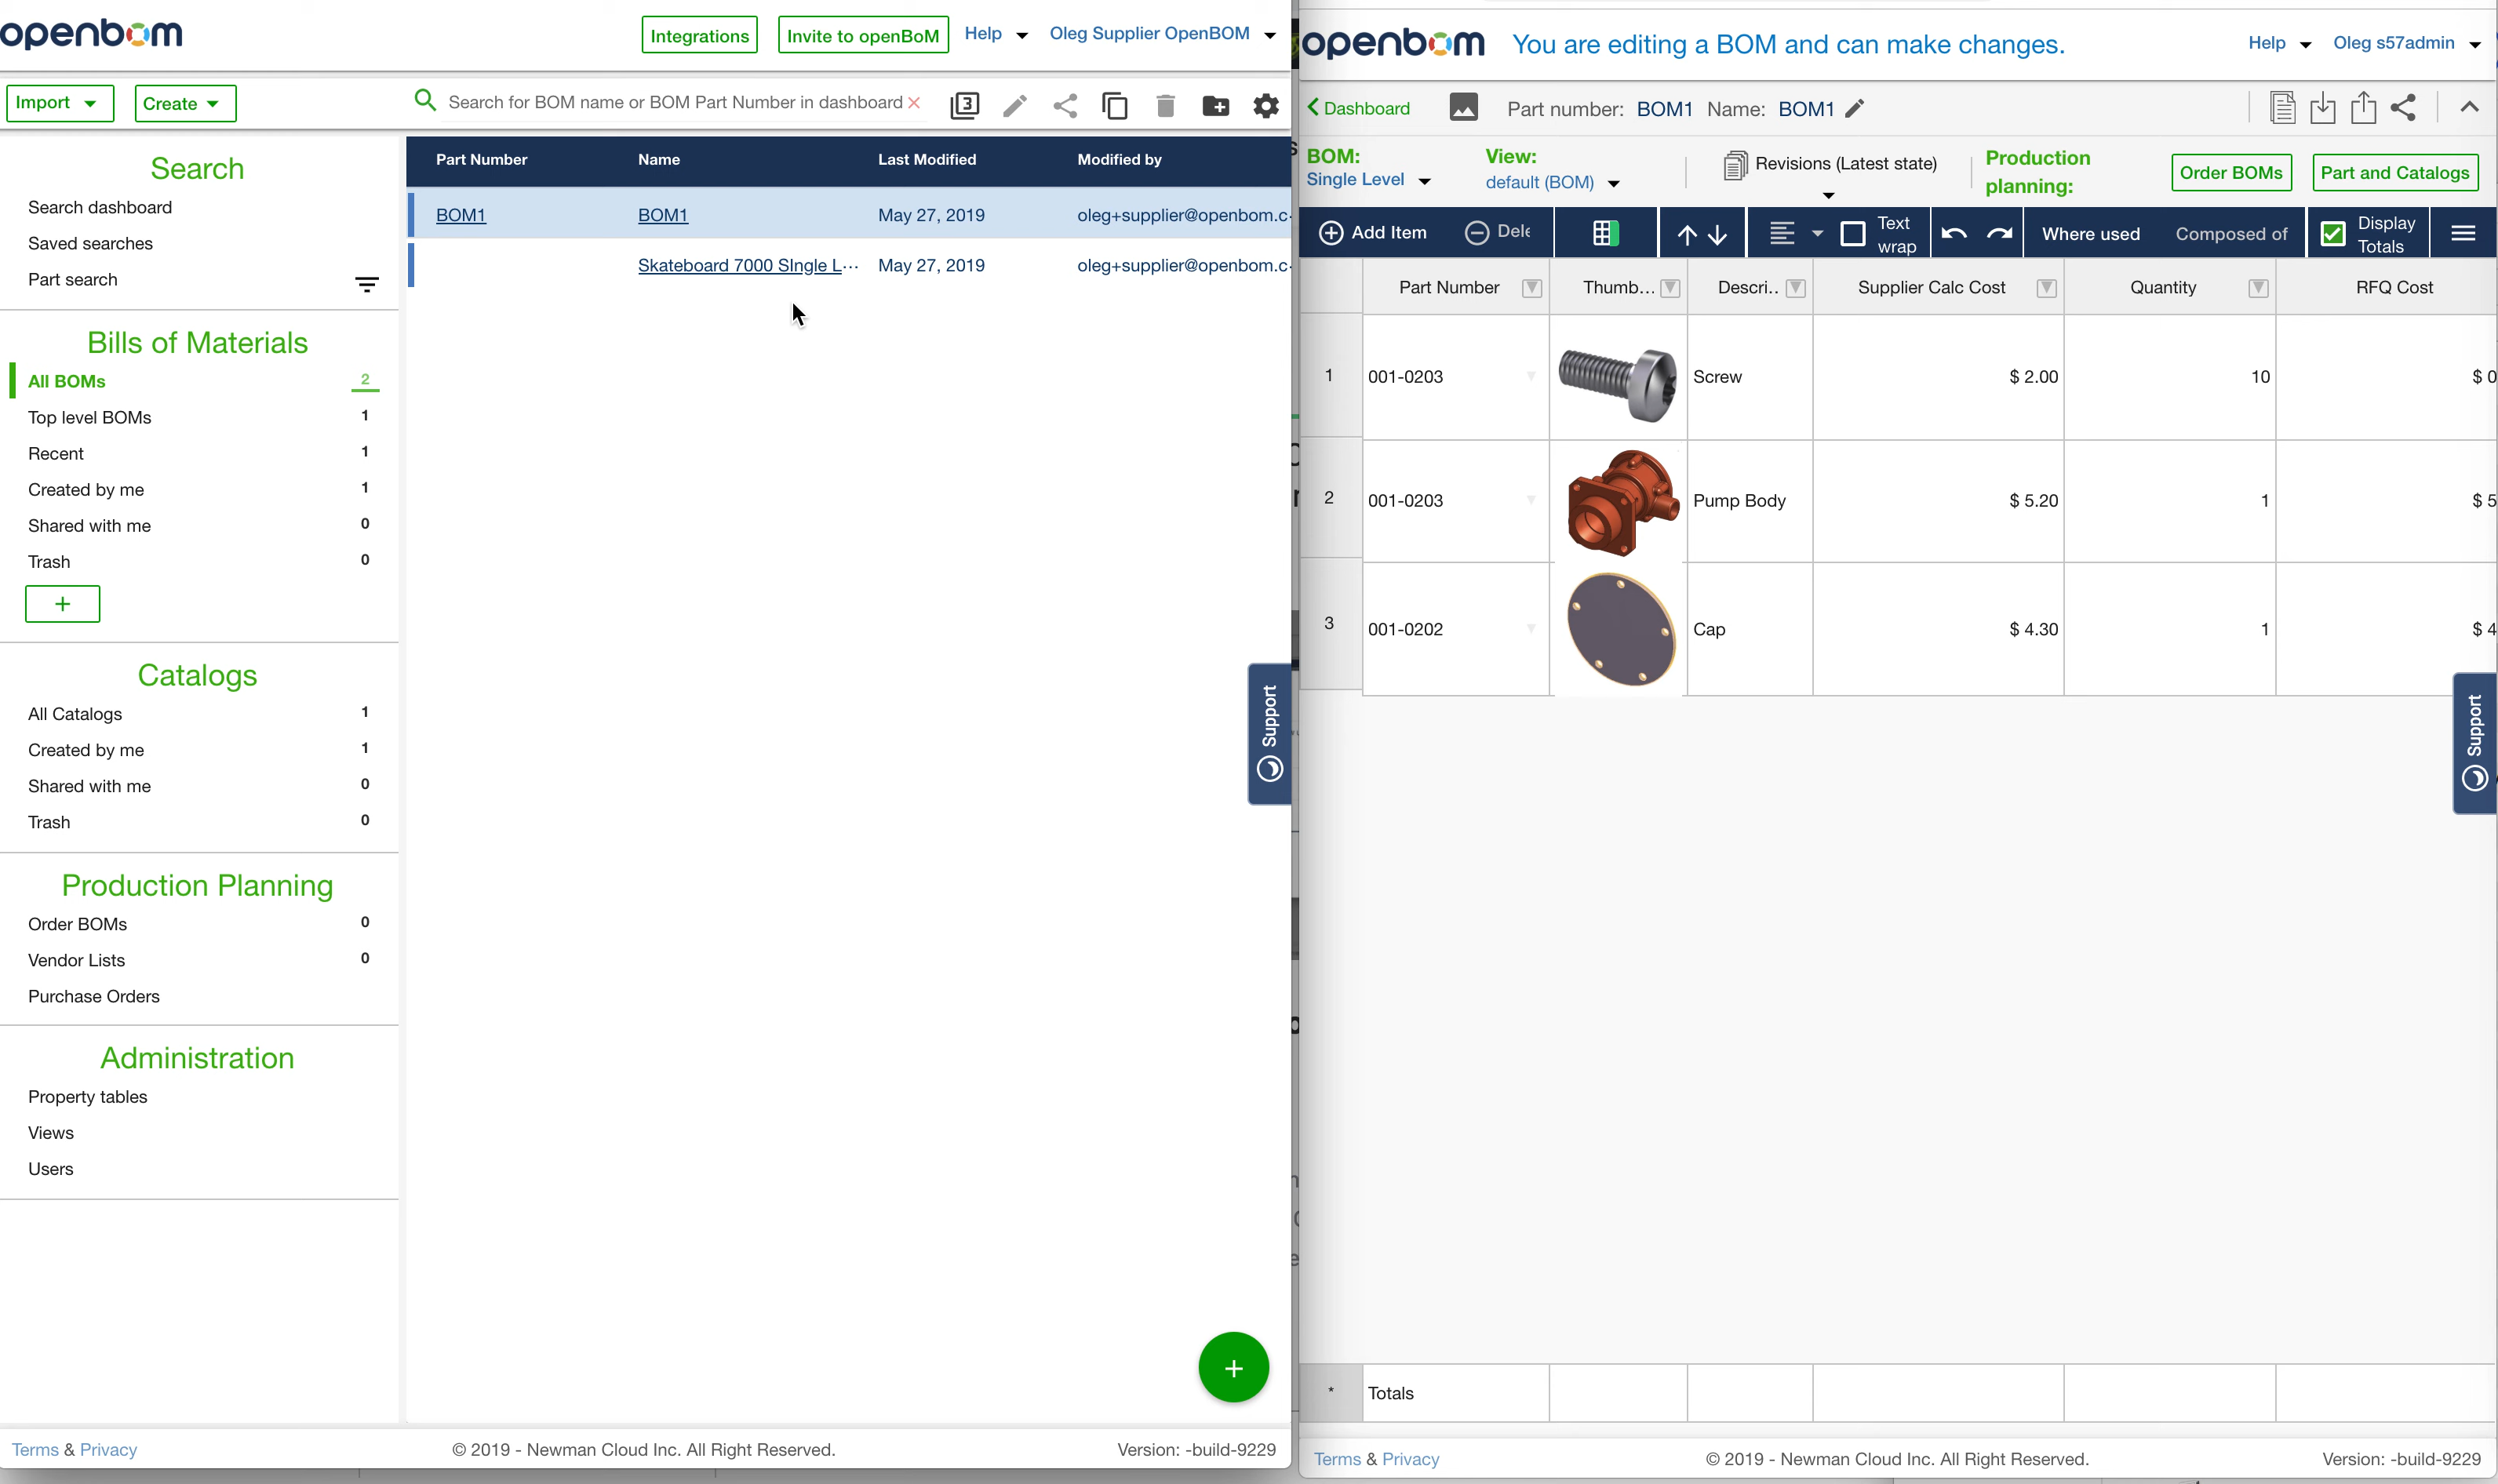 openbom
Integrations
Invite to openBoM
Help
Oleg Supplier OpenBOM
Import
Create
Search for BOM name or BOM Part Number in dashboard
3
Search
Search dashboard
Saved searches
Part search
Bills of Materials
All BOMs 2
Top level BOMs 1
Recent 1
Created by me 1
Shared with me 0
Trash 0
+
Catalogs
All Catalogs 1
Created by me 1
Shared with me 0
Trash 0
Production Planning
Order BOMs 0
Vendor Lists 0
Purchase Orders
Administration
Property tables
Views
Users
Part Number Name Last Modified Modified by
BOM1 BOM1 May 27, 2019 oleg+supplier@openbom.c
Skateboard 7000 SIngle L... May 27, 2019 oleg+supplier@openbom.c
Support
+
Terms & Privacy
© 2019 - Newman Cloud Inc. All Right Reserved.
Version: -build-9229
openbom
You are editing a BOM and can make changes.
Help
Oleg s57admin
Dashboard
Part number: BOM1 Name: BOM1
BOM:
Single Level
View:
default (BOM)
Revisions (Latest state)
Production
planning:
Order BOMs
Part and Catalogs
Add Item
Dele
Text
wrap
Where used
Composed of
Display
Totals
Part Number Thumb... Descri.. Supplier Calc Cost Quantity RFQ Cost
1 001-0203 Screw $ 2.00 10 $ 0
2 001-0203 Pump Body $ 5.20 1 $ 5
3 001-0202 Cap $ 4.30 1 $ 4
Support
* Totals
Terms & Privacy
© 2019 - Newman Cloud Inc. All Right Reserved.
Version: -build-9229